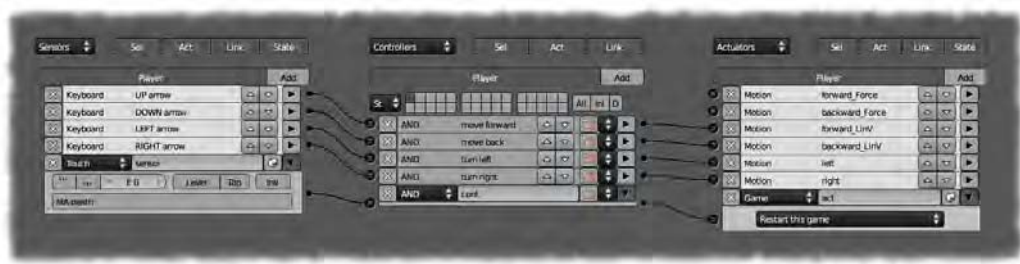 Sensors Sel Act Link State
Player Add
Keyboard UP arrow
Keyboard DOWN arrow
Keyboard LEFT arrow
Keyboard RIGHT arrow
Touch sensor
Level Tap Inv
MA:death
Controllers Sel Act Link
Player Add
St All Ini D
AND move forward
AND move back
AND turn left
AND turn right
AND cont
Actuators Sel Act Link State
Player Add
Motion forward_Force
Motion backward_Force
Motion forward_LinV
Motion backward_LinV
Motion left
Motion right
Game act
Restart this game